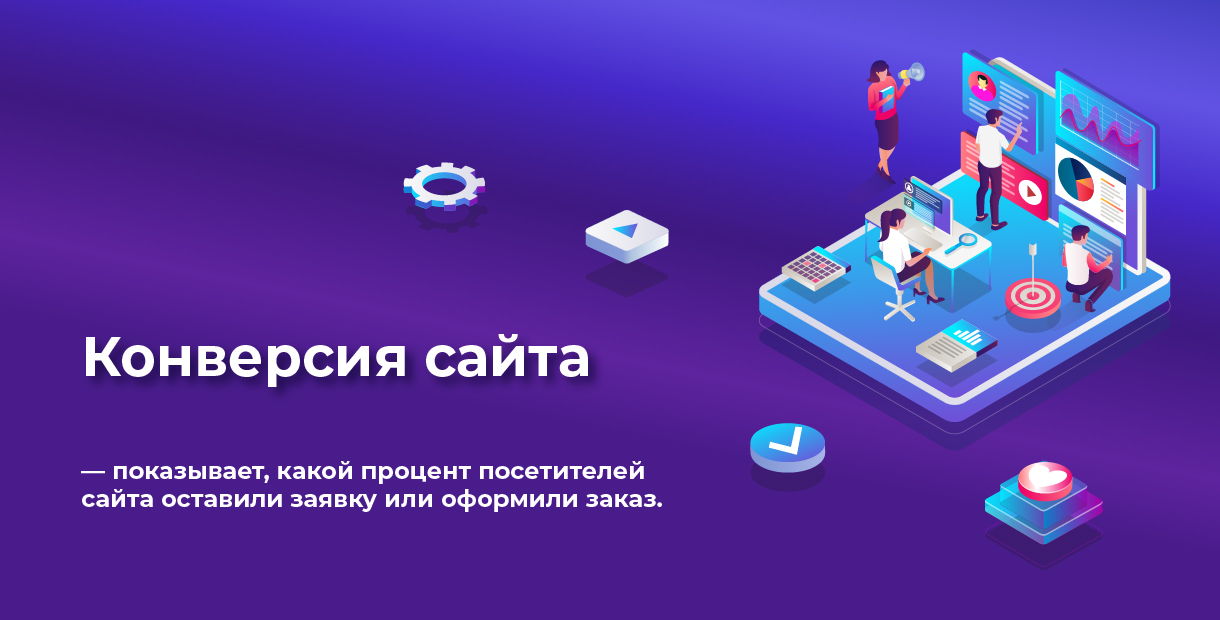 Конверсия сайта
— показывает, какой процент посетителей
сайта оставили заявку или оформили заказ.